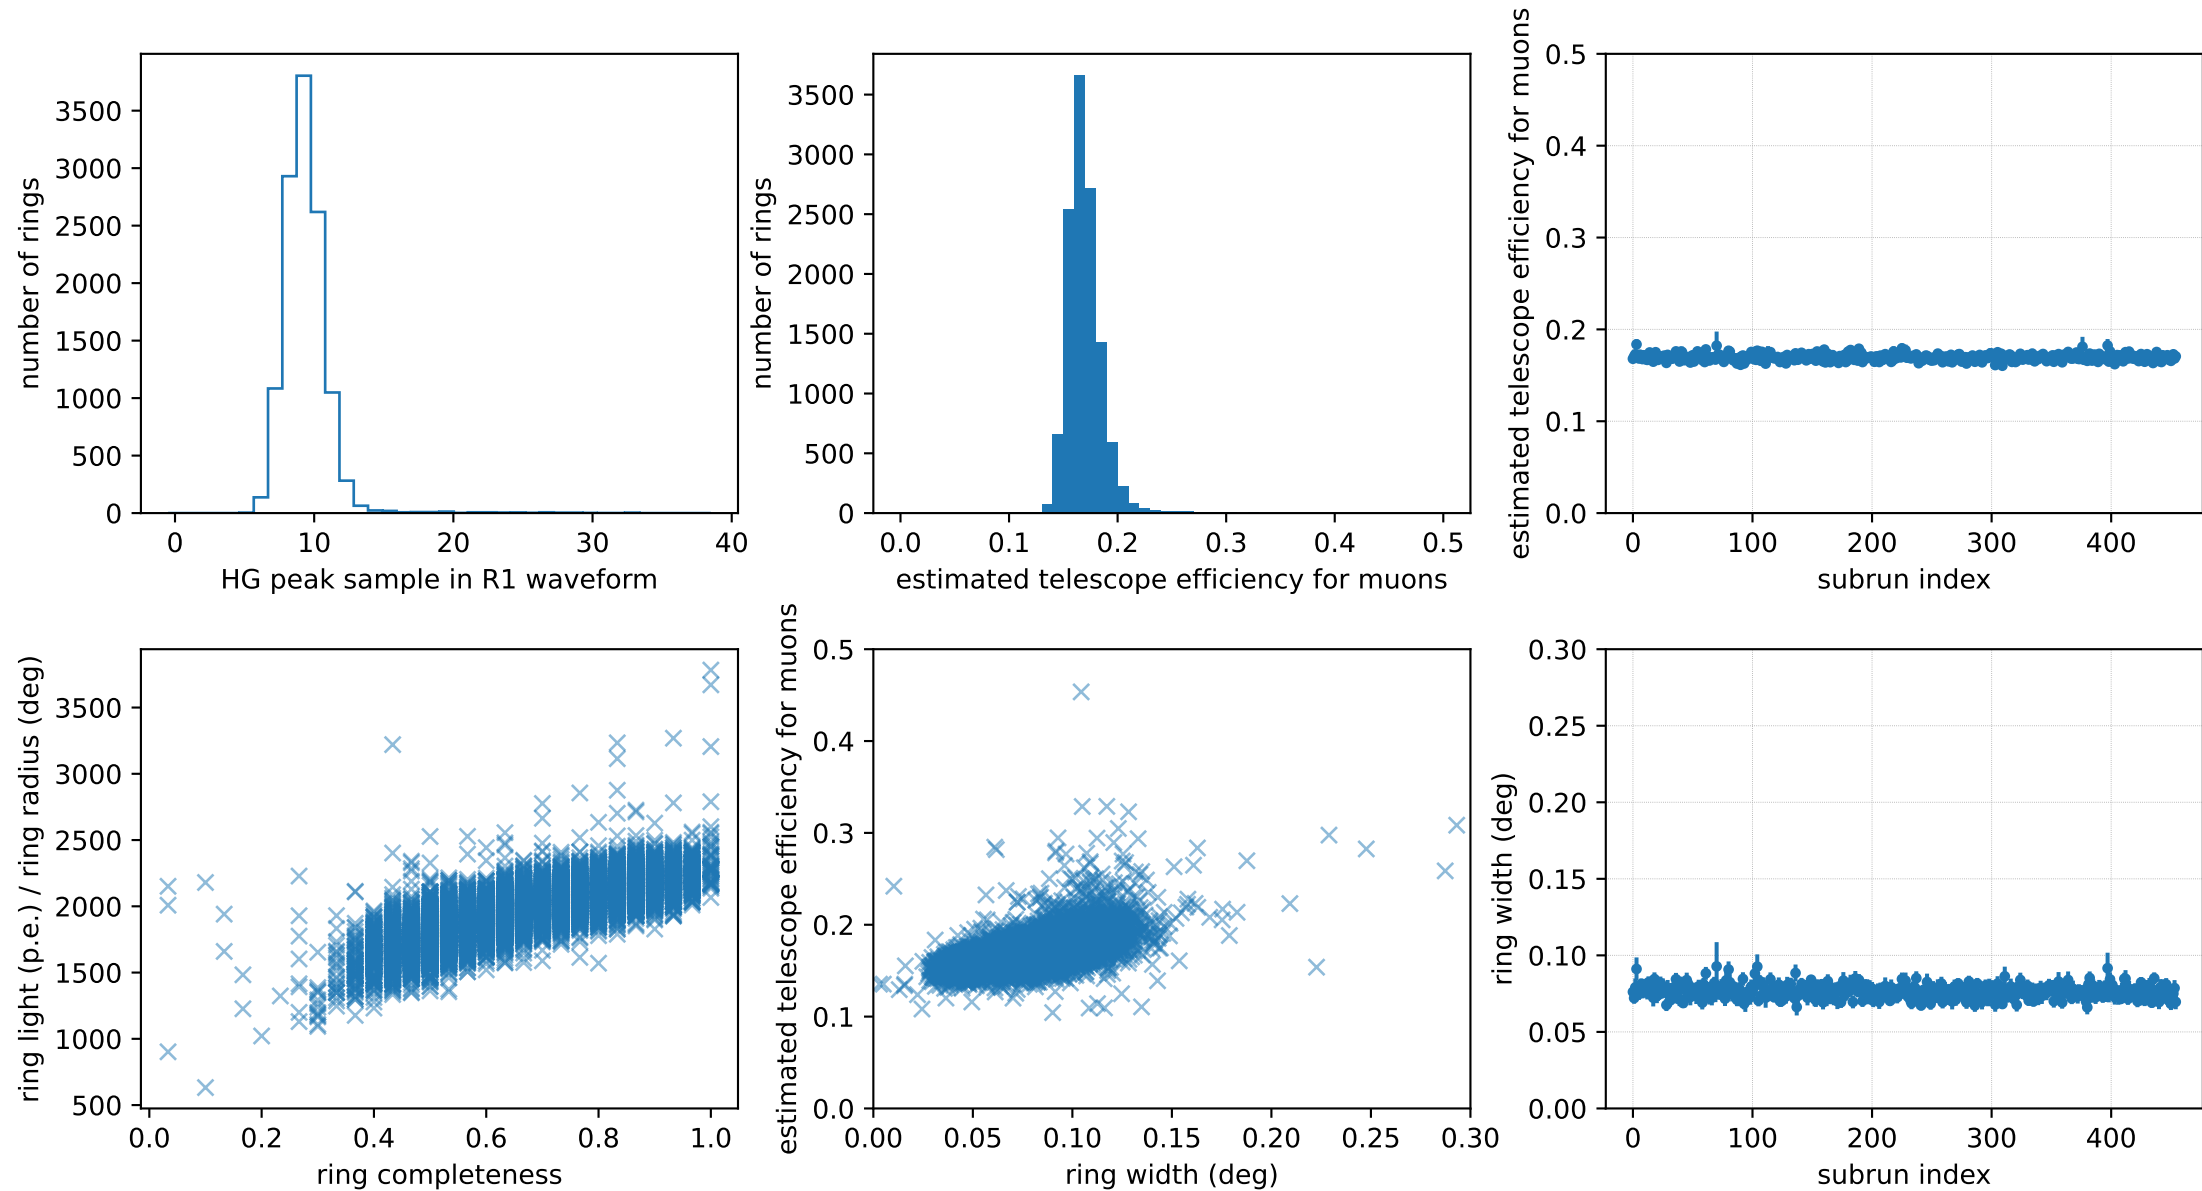 number of rings
3500
3000
2500
2000
1500
1000
500
0
0 10 20 30 40
HG peak sample in R1 waveform
number of rings
3500
3000
2500
2000
1500
1000
500
0
0.0 0.1 0.2 0.3 0.4 0.5
estimated telescope efficiency for muons
estimated telescope efficiency for muons
0.5
0.4
0.3
0.2
0.1
0.0
0 100 200 300 400
subrun index
ring light (p.e.) / ring radius (deg)
3500
3000
2500
2000
1500
1000
500
0.0 0.2 0.4 0.6 0.8 1.0
ring completeness
estimated telescope efficiency for muons
0.5
0.4
0.3
0.2
0.1
0.0
0.00 0.05 0.10 0.15 0.20 0.25 0.30
ring width (deg)
ring width (deg)
0.30
0.25
0.20
0.15
0.10
0.05
0.00
0 100 200 300 400
subrun index